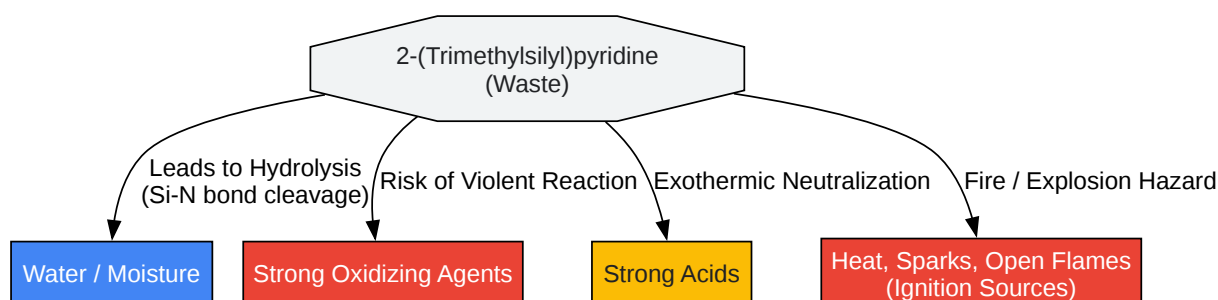 2-(Trimethylsilyl)pyridine
(Waste)
Leads to Hydrolysis
(Si-N bond cleavage)
Risk of Violent Reaction
Exothermic Neutralization
Fire / Explosion Hazard
Water / Moisture
Strong Oxidizing Agents
Strong Acids
Heat, Sparks, Open Flames
(Ignition Sources)